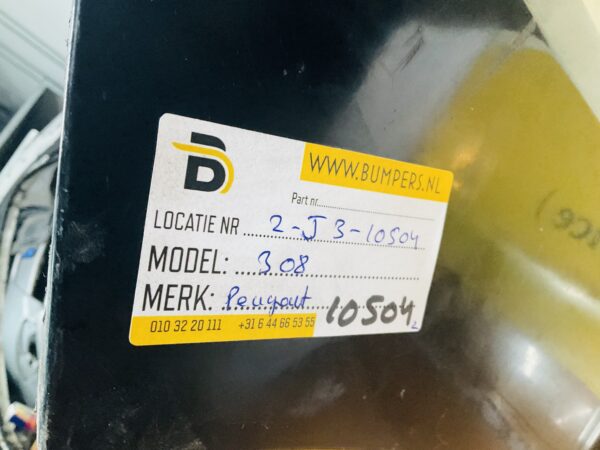 B
WWW.BUMPERS.NL
Part nr
LOCATIE NR 2-J3-10504
MODEL: 308
MERK: Peugeout
10504
010 32 20 111 +31 6 44 66 53 55